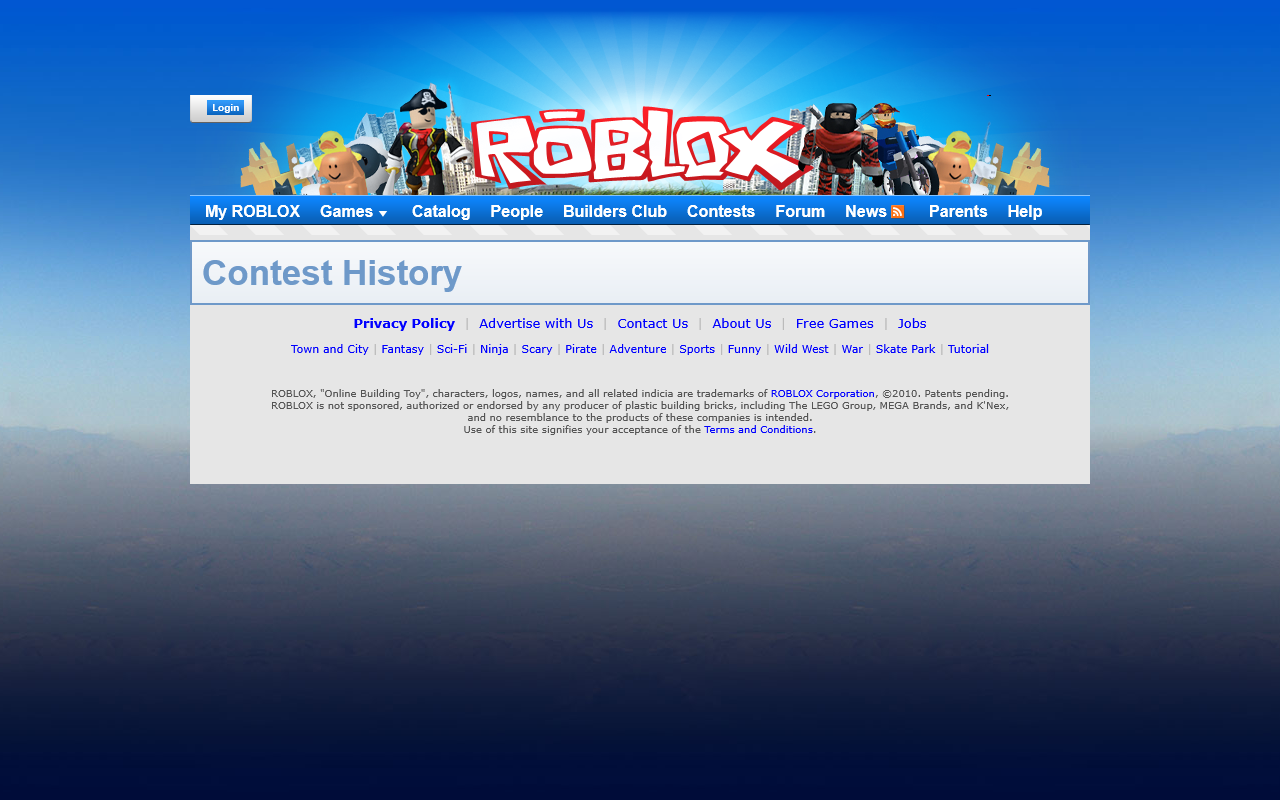 Login
ROBLOX
My ROBLOX Games Catalog People Builders Club Contests Forum News Parents Help
Contest History
Privacy Policy | Advertise with Us | Contact Us | About Us | Free Games | Jobs
Town and City | Fantasy | Sci-Fi | Ninja | Scary | Pirate | Adventure | Sports | Funny | Wild West | War | Skate Park | Tutorial
ROBLOX, "Online Building Toy", characters, logos, names, and all related indicia are trademarks of ROBLOX Corporation, ©2010. Patents pending.
ROBLOX is not sponsored, authorized or endorsed by any producer of plastic building bricks, including The LEGO Group, MEGA Brands, and K'Nex,
and no resemblance to the products of these companies is intended.
Use of this site signifies your acceptance of the Terms and Conditions.